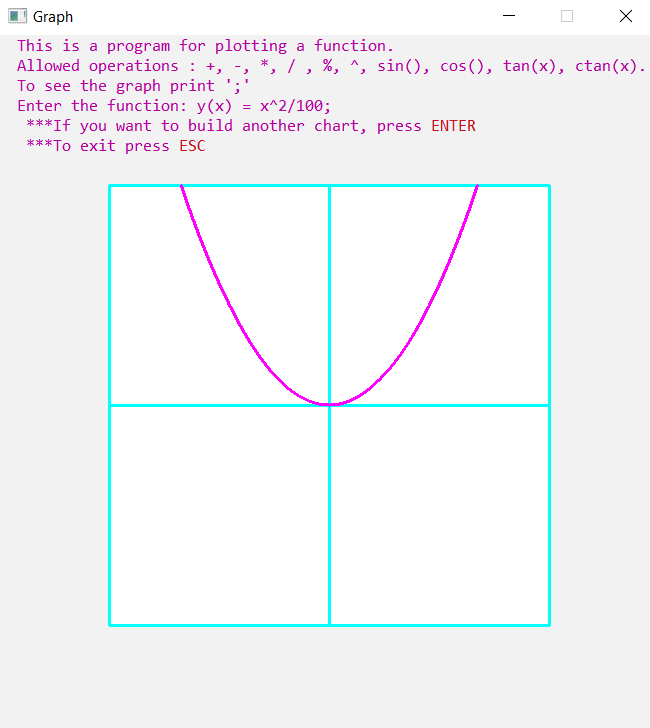 Graph
This is a program for plotting a function.
Allowed operations : +, -, *, / , %, ^, sin(), cos(), tan(x), ctan(x).
To see the graph print ';'
Enter the function: y(x) = x^2/100;
***If you want to build another chart, press ENTER
***To exit press ESC